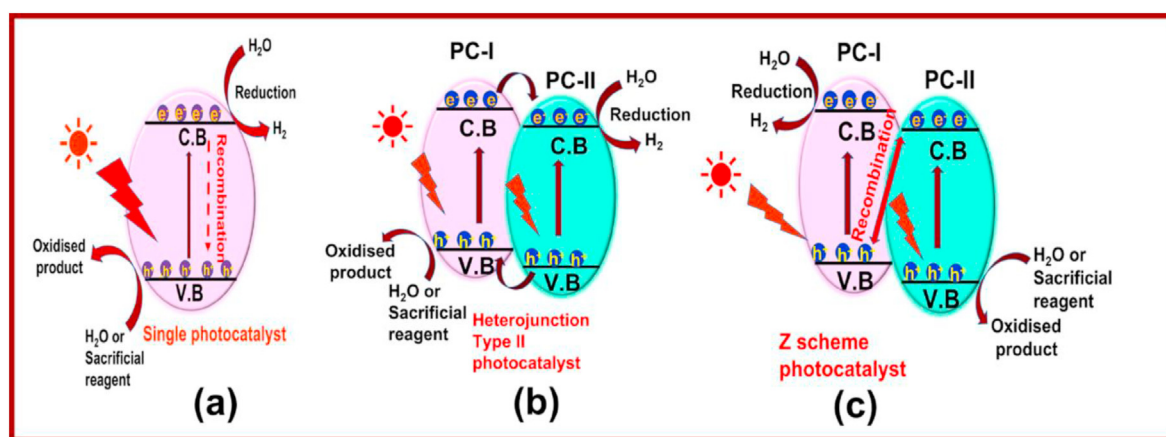 H₂O
Reduction
H₂
e⁻ e⁻ e⁻ e⁻
C.B
Recombination
h⁺ h⁺ h⁺ h⁺ h⁺
V.B
Oxidised
product
H₂O or
Sacrificial
reagent
Single photocatalyst
(a)
PC-I
PC-II
e⁻ e⁻ e⁻
C.B
e⁻ e⁻ e⁻
C.B
H₂O
Reduction
H₂
h⁺ h⁺ h⁺
V.B
h⁺ h⁺ h⁺
V.B
Oxidised
product
H₂O or
Sacrificial
reagent
Heterojunction
Type II
photocatalyst
(b)
PC-I
PC-II
H₂O
Reduction
H₂
e⁻ e⁻ e⁻
C.B
e⁻ e⁻ e⁻
C.B
Recombination
h⁺ h⁺ h⁺
V.B
h⁺ h⁺ h⁺
V.B
H₂O or
Sacrificial
reagent
Oxidised
product
Z scheme
photocatalyst
(c)